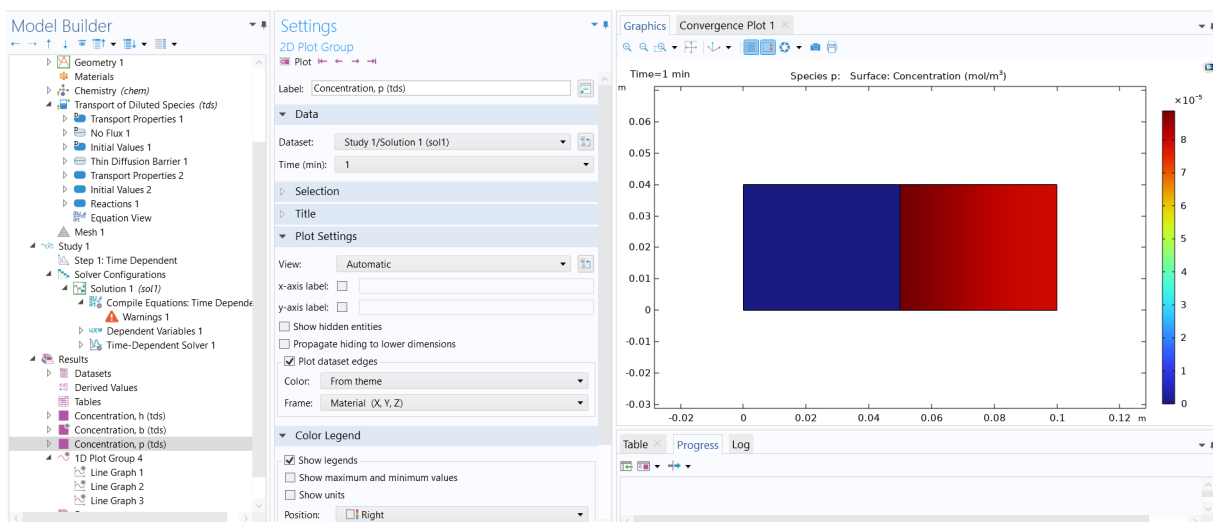 Model Builder
Geometry 1
Materials
Chemistry (chem)
Transport of Diluted Species (tds)
Transport Properties 1
No Flux 1
Initial Values 1
Thin Diffusion Barrier 1
Transport Properties 2
Initial Values 2
Reactions 1
Equation View
Mesh 1
Study 1
Step 1: Time Dependent
Solver Configurations
Solution 1 (sol1)
Compile Equations: Time Depende
Warnings 1
Dependent Variables 1
Time-Dependent Solver 1
Results
Datasets
Derived Values
Tables
Concentration, h (tds)
Concentration, b (tds)
Concentration, p (tds)
1D Plot Group 4
Line Graph 1
Line Graph 2
Line Graph 3
Settings
2D Plot Group
Plot
Label: Concentration, p (tds)
Data
Dataset: Study 1/Solution 1 (sol1)
Time (min): 1
Selection
Title
Plot Settings
View: Automatic
x-axis label:
y-axis label:
Show hidden entities
Propagate hiding to lower dimensions
Plot dataset edges
Color: From theme
Frame: Material (X, Y, Z)
Color Legend
Show legends
Show maximum and minimum values
Show units
Position: Right
Graphics Convergence Plot 1
Time=1 min Species p: Surface: Concentration (mol/m³)
m
0.06
0.05
0.04
0.03
0.02
0.01
0
-0.01
-0.02
-0.03
-0.02 0 0.02 0.04 0.06 0.08 0.1 0.12 m
×10⁻⁵
8
7
6
5
4
3
2
1
0
Table Progress Log